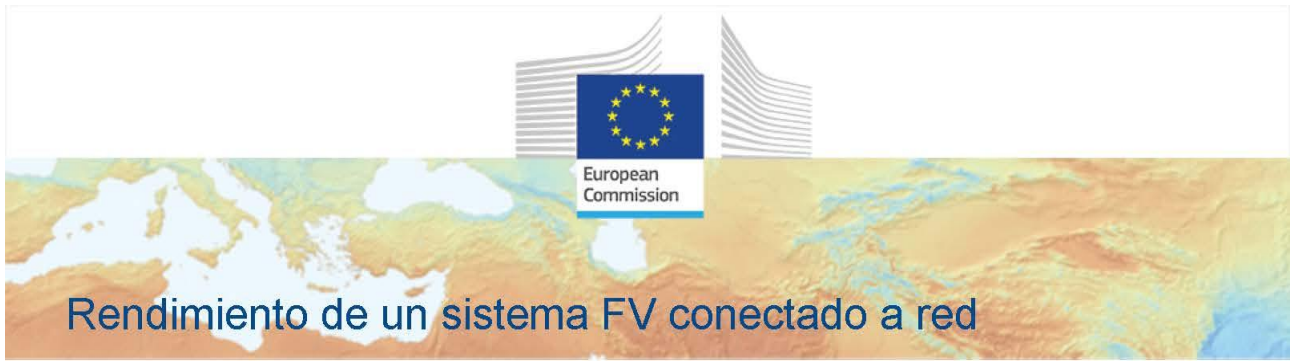 European
Commission
Rendimiento de un sistema FV conectado a red